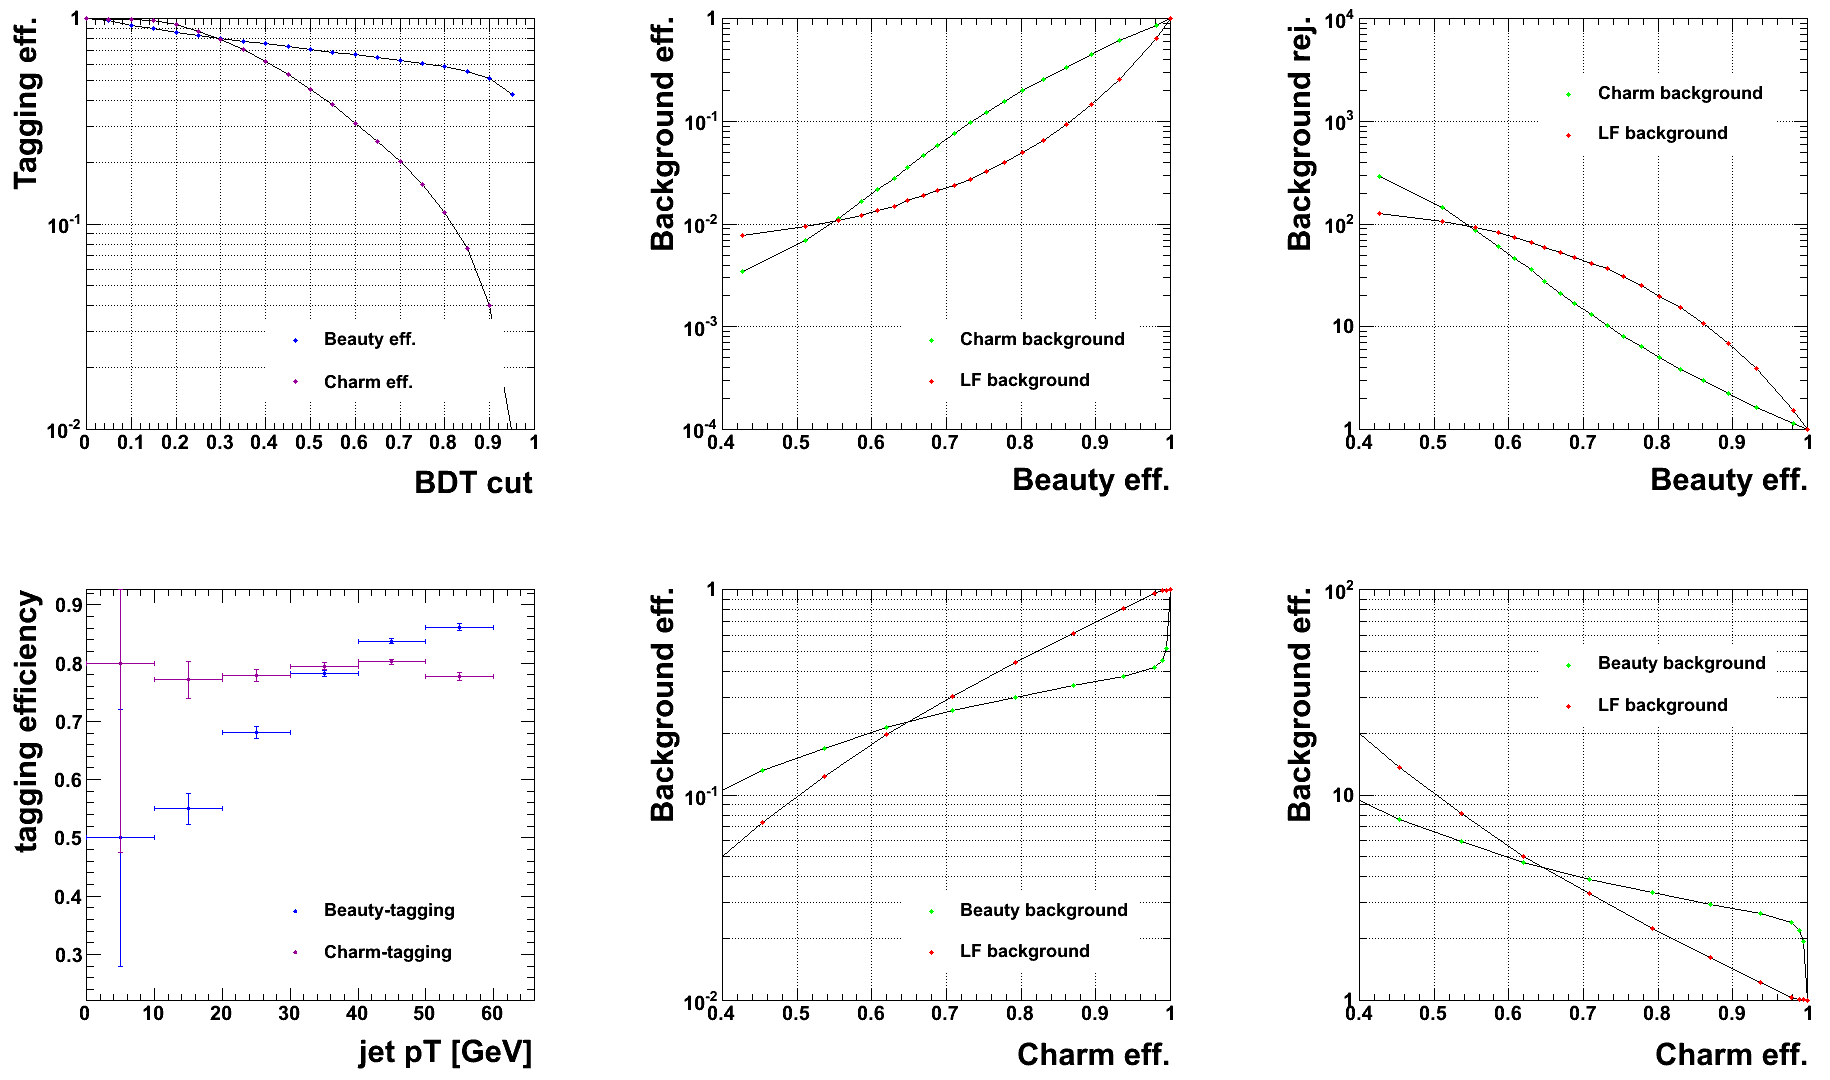 Tagging eff.
1
10-1
10-2
0 0.1 0.2 0.3 0.4 0.5 0.6 0.7 0.8 0.9 1
BDT cut
Beauty eff.
Charm eff.
Background eff.
1
10-1
10-2
10-3
10-4
0.4 0.5 0.6 0.7 0.8 0.9 1
Beauty eff.
Charm background
LF background
Background rej.
104
103
102
10
1
0.4 0.5 0.6 0.7 0.8 0.9 1
Beauty eff.
Charm background
LF background
tagging efficiency
0.9
0.8
0.7
0.6
0.5
0.4
0.3
0 10 20 30 40 50 60
jet pT [GeV]
Beauty-tagging
Charm-tagging
Background eff.
1
10-1
10-2
0.4 0.5 0.6 0.7 0.8 0.9 1
Charm eff.
Beauty background
LF background
Background eff.
102
10
1
0.4 0.5 0.6 0.7 0.8 0.9 1
Charm eff.
Beauty background
LF background